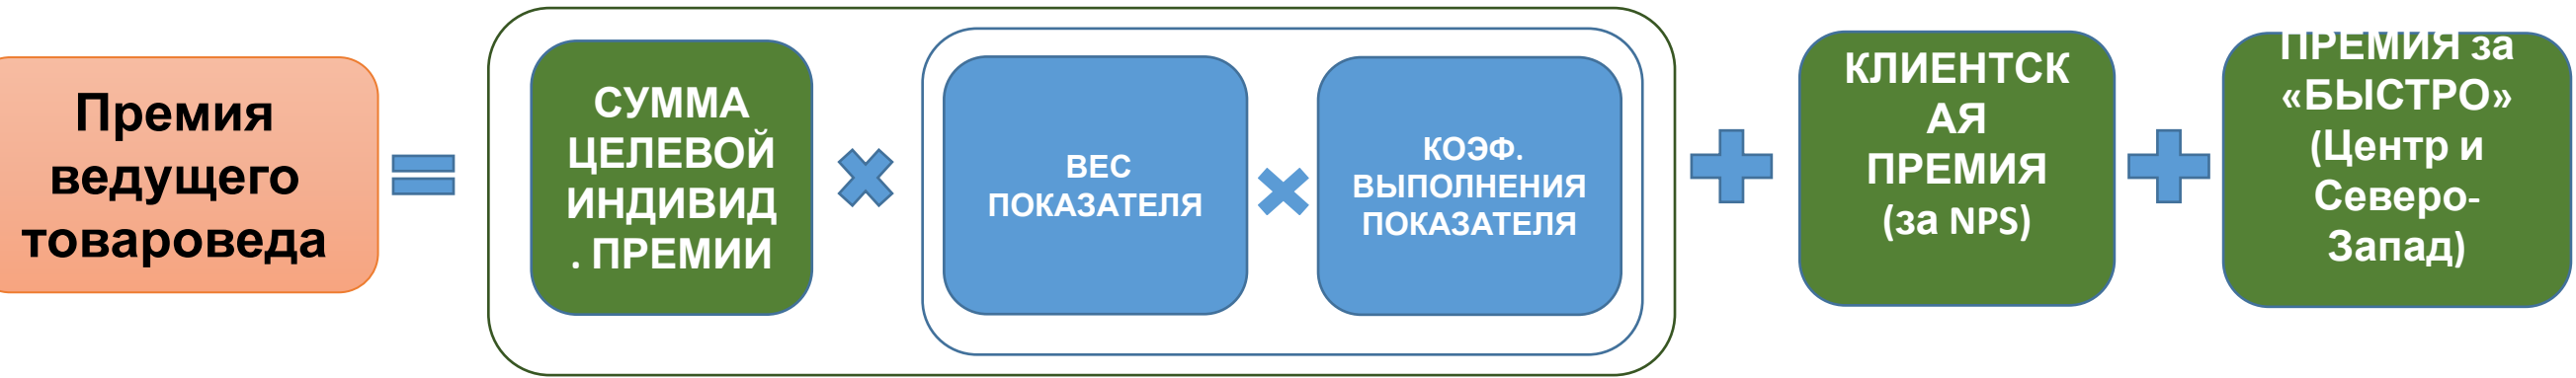 Премия
ведущего
товароведа
СУММА
ЦЕЛЕВОЙ
ИНДИВИД
. ПРЕМИИ
ВЕС
ПОКАЗАТЕЛЯ
КОЭФ.
ВЫПОЛНЕНИЯ
ПОКАЗАТЕЛЯ
КЛИЕНТСК
АЯ
ПРЕМИЯ
(за NPS)
ПРЕМИЯ за
«БЫСТРО»
(Центр и
Северо-
Запад)